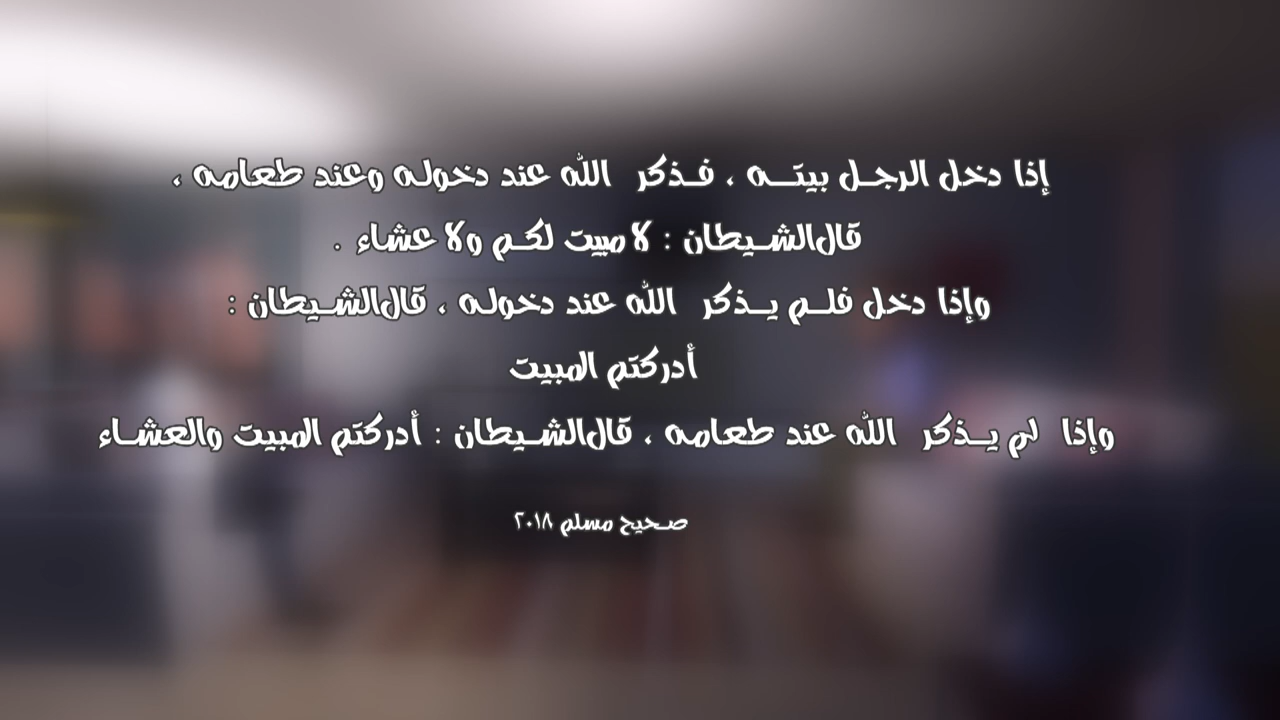 إذا دخل الرجل بيته ، فذكر الله عند دخوله وعند طعامه ،
قال الشيطان : لا مبيت لكم ولا عشاء .
وإذا دخل فلم يذكر الله عند دخوله ، قال الشيطان :
أدركتم المبيت
وإذا لم يذكر الله عند طعامه ، قال الشيطان : أدركتم المبيت والعشاء
صحيح مسلم ٢٠١٨